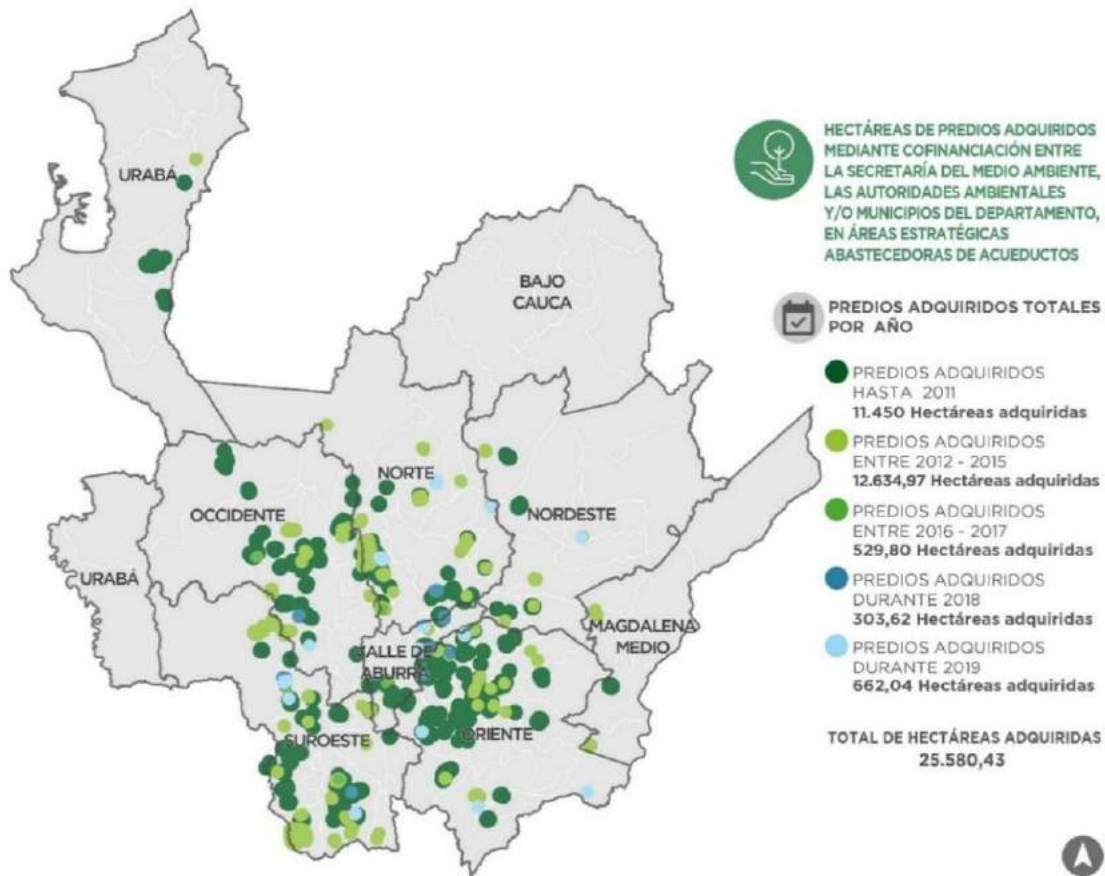 HECTÁREAS DE PREDIOS ADQUIRIDOS
MEDIANTE COFINANCIACIÓN ENTRE
LA SECRETARÍA DEL MEDIO AMBIENTE,
LAS AUTORIDADES AMBIENTALES
Y/O MUNICIPIOS DEL DEPARTAMENTO,
EN ÁREAS ESTRATÉGICAS
ABASTECEDORAS DE ACUEDUCTOS
PREDIOS ADQUIRIDOS TOTALES
POR AÑO
PREDIOS ADQUIRIDOS
HASTA 2011
11.450 Hectáreas adquiridas
PREDIOS ADQUIRIDOS
ENTRE 2012 - 2015
12.634,97 Hectáreas adquiridas
PREDIOS ADQUIRIDOS
ENTRE 2016 - 2017
529,80 Hectáreas adquiridas
PREDIOS ADQUIRIDOS
DURANTE 2018
303,62 Hectáreas adquiridas
PREDIOS ADQUIRIDOS
DURANTE 2019
662,04 Hectáreas adquiridas
TOTAL DE HECTÁREAS ADQUIRIDAS
25.580,43
URABÁ
BAJO
CAUCA
NORTE
OCCIDENTE
NORDESTE
URABÁ
MAGDALENA
MEDIO
VALLE DE
ABURRÁ
SUROESTE
ORIENTE